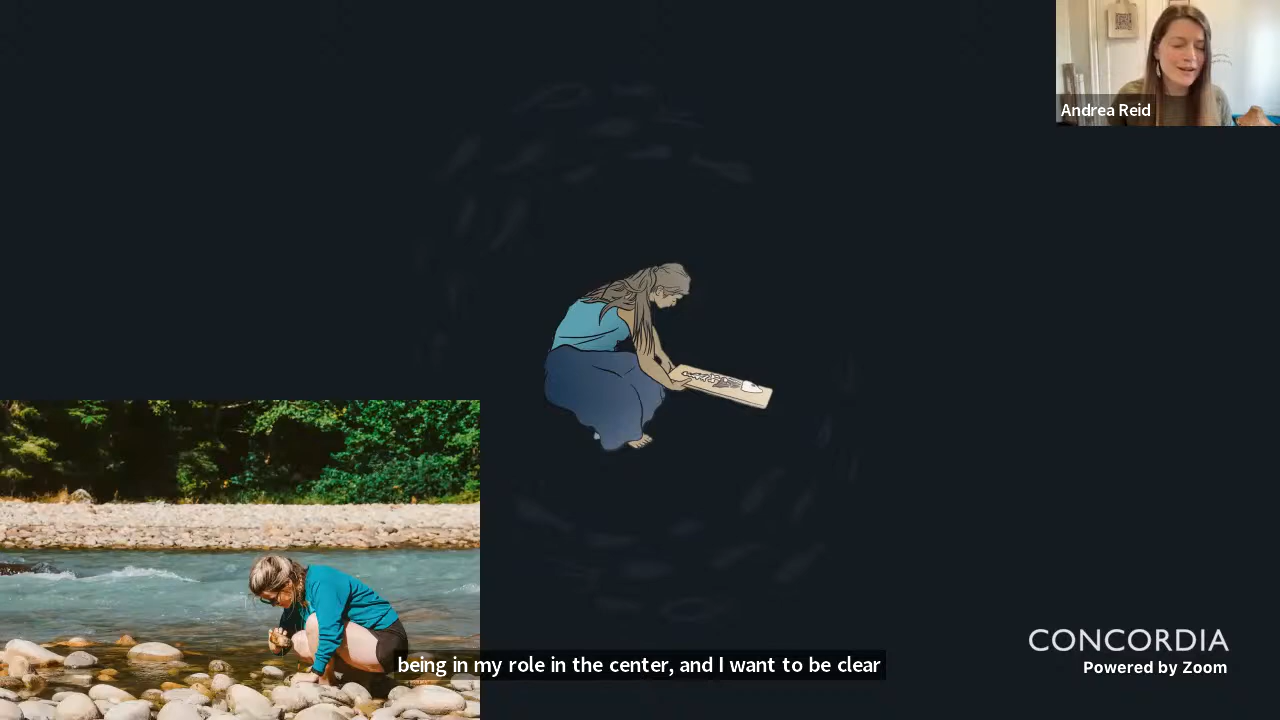 Andrea Reid
being in my role in the center, and I want to be clear
CONCORDIA
Powered by Zoom